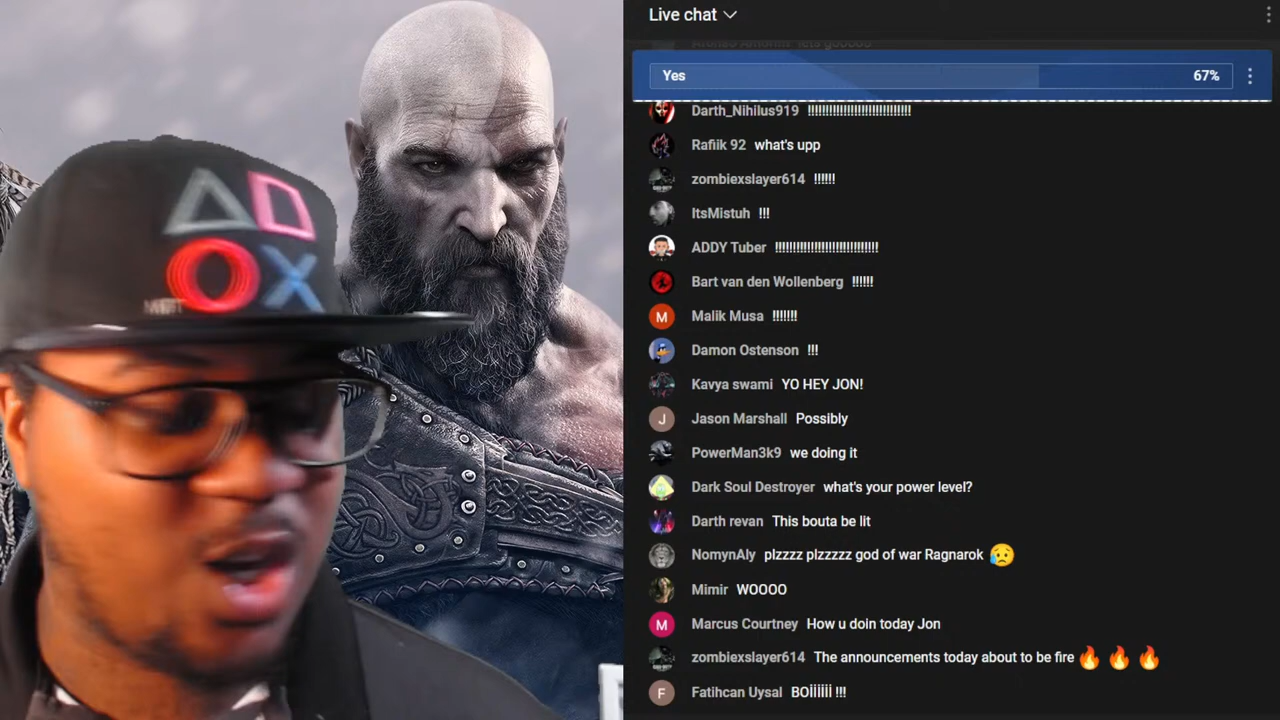 Live chat
Yes 67%
Darth_Nihilus919 !!!!!!!!!!!!!!!!!!!!!!!!!!!!!
Rafiik 92 what's upp
zombiexslayer614 !!!!!!
ItsMistuh !!!
ADDY Tuber !!!!!!!!!!!!!!!!!!!!!!!!!!!!!
Bart van den Wollenberg !!!!!!
M Malik Musa !!!!!!!
Damon Ostenson !!!
Kavya swami YO HEY JON!
J Jason Marshall Possibly
PowerMan3k9 we doing it
Dark Soul Destroyer what's your power level?
Darth revan This bouta be lit
NomynAly plzzzz plzzzzz god of war Ragnarok 😥
Mimir WOOOO
M Marcus Courtney How u doin today Jon
zombiexslayer614 The announcements today about to be fire 🔥 🔥 🔥
F Fatihcan Uysal BOİİİİİİ !!!